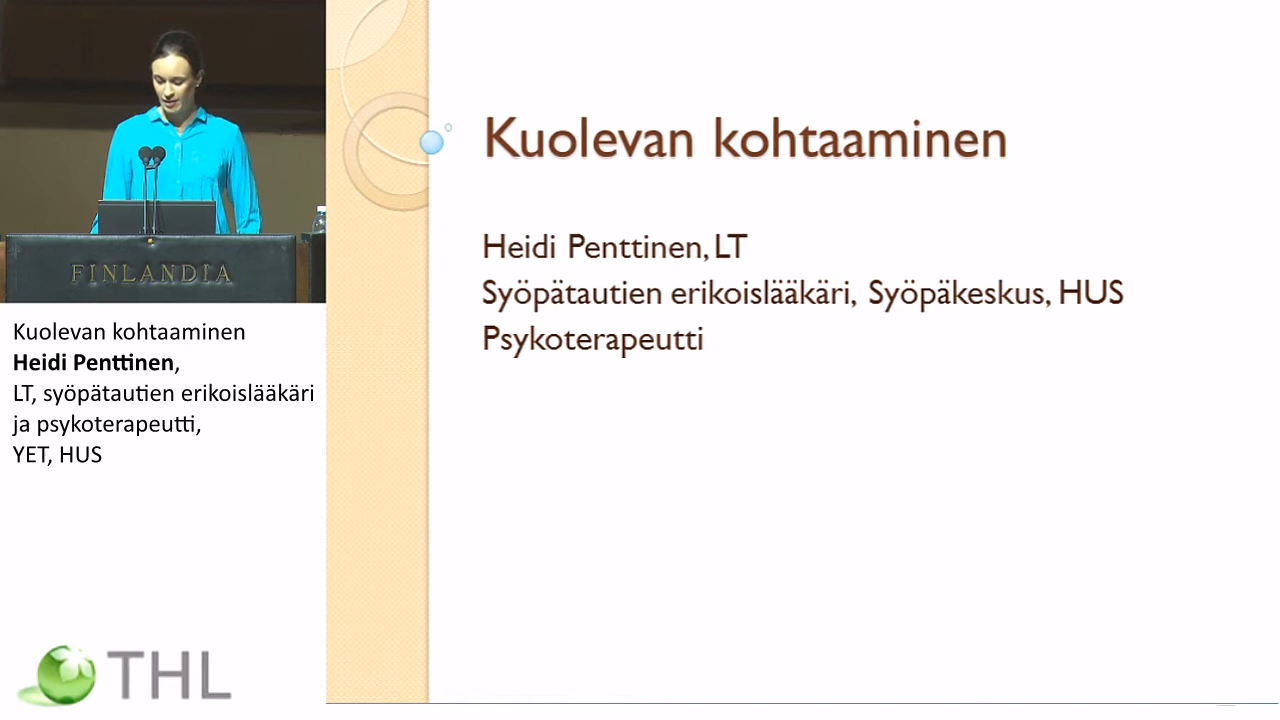 FINLANDIA
Kuolevan kohtaaminen
Heidi Penttinen,
LT, syöpätautien erikoislääkäri
ja psykoterapeutti,
YET, HUS
THL
Kuolevan kohtaaminen
Heidi Penttinen, LT
Syöpätautien erikoislääkäri, Syöpäkeskus, HUS
Psykoterapeutti